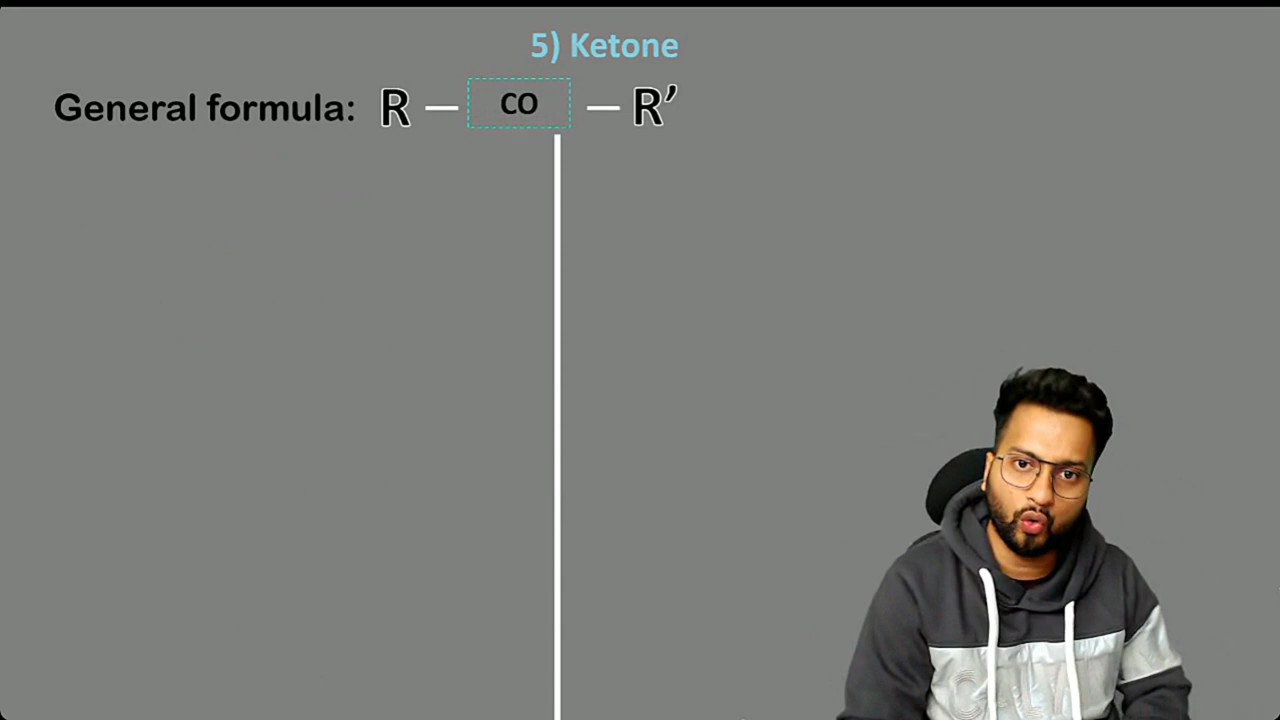 5) Ketone
General formula: R — CO — R’